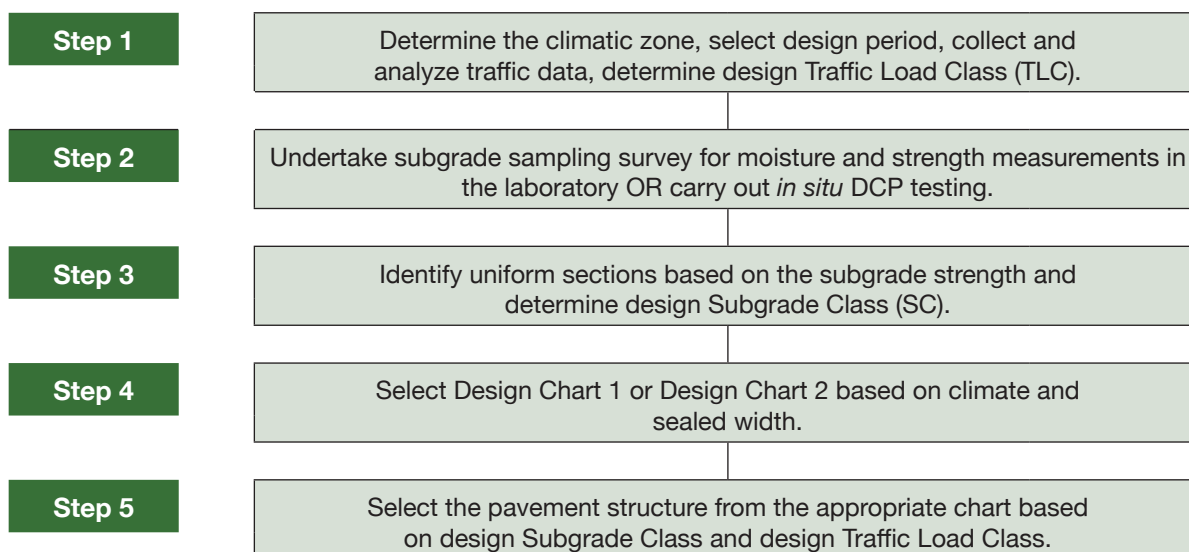 Step 1
Determine the climatic zone, select design period, collect and
analyze traffic data, determine design Traffic Load Class (TLC).
Step 2
Undertake subgrade sampling survey for moisture and strength measurements in
the laboratory OR carry out in situ DCP testing.
Step 3
Identify uniform sections based on the subgrade strength and
determine design Subgrade Class (SC).
Step 4
Select Design Chart 1 or Design Chart 2 based on climate and
sealed width.
Step 5
Select the pavement structure from the appropriate chart based
on design Subgrade Class and design Traffic Load Class.